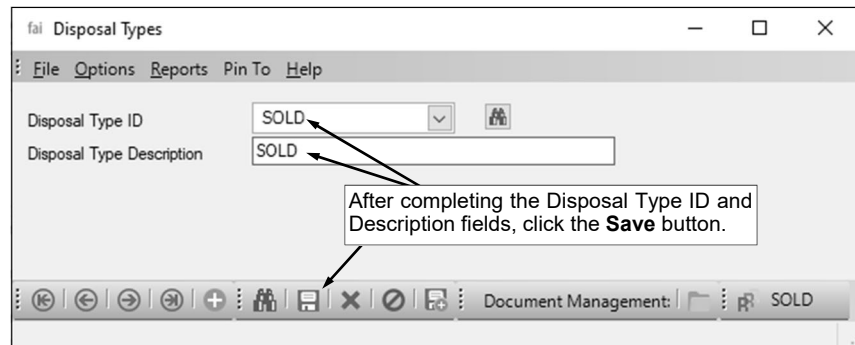 fai Disposal Types
File Options Reports Pin To Help
Disposal Type ID SOLD
Disposal Type Description SOLD
After completing the Disposal Type ID and
Description fields, click the Save button.
Document Management: SOLD